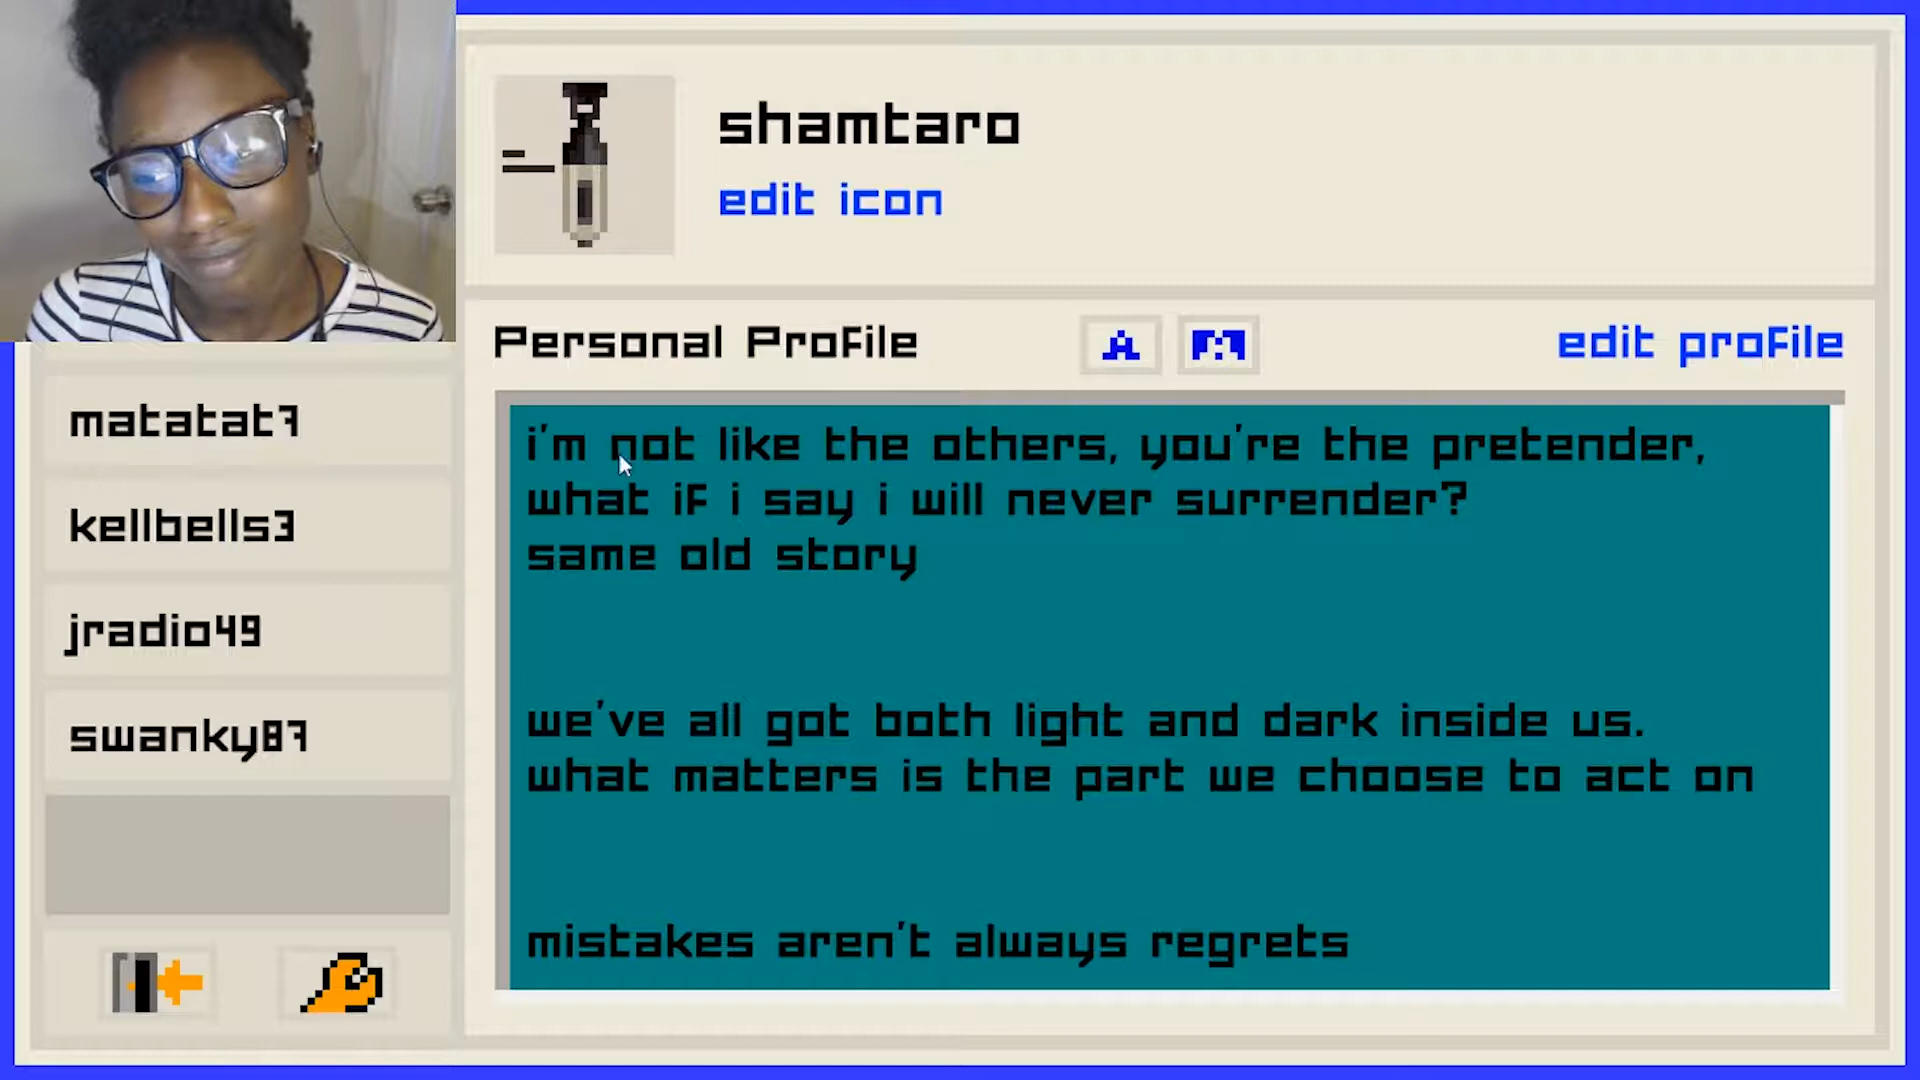 shamtaro
edit icon
Personal Profile
A
edit profile
matatat7
kellbells3
jradio49
swanky87
i'm not like the others, you're the pretender,
what if i say i will never surrender?
same old story
we've all got both light and dark inside us.
what matters is the part we choose to act on
mistakes aren't always regrets